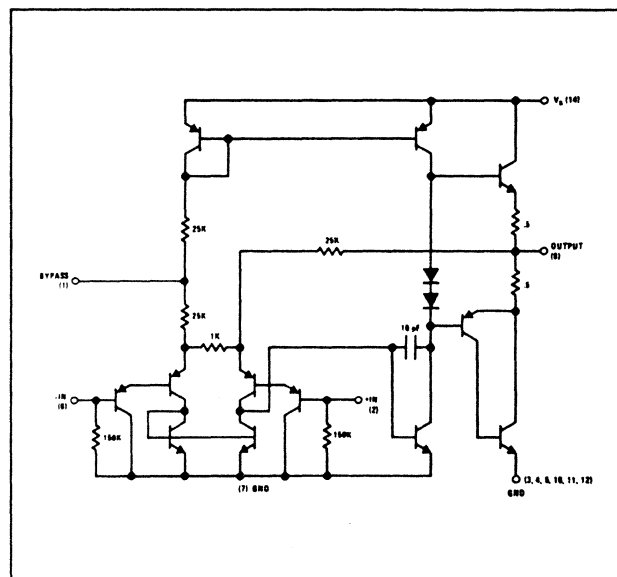 Vs (14)
25K
25K
.5
OUTPUT
(8)
BYPASS
(1)
.5
25K
10 pf
1K
-IN
(6)
+IN
(2)
150K
150K
(7) GND
(3, 4, 5, 10, 11, 12)
GND